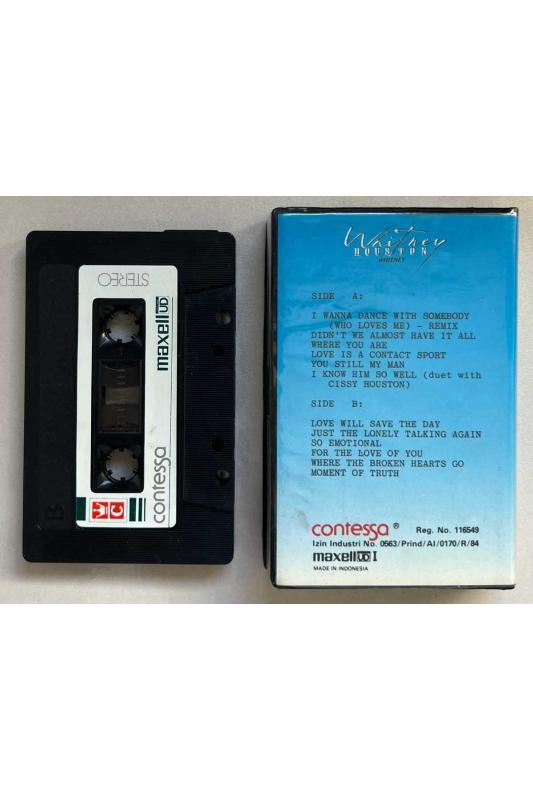 STEREO
maxell UD
contessa
C
B
Whitney
HOUSTON
WHITNEY
SIDE A:
I WANNA DANCE WITH SOMEBODY
(WHO LOVES ME) - REMIX
DIDN'T WE ALMOST HAVE IT ALL
WHERE YOU ARE
LOVE IS A CONTACT SPORT
YOU STILL MY MAN
I KNOW HIM SO WELL (duet with
CISSY HOUSTON)
SIDE B:
LOVE WILL SAVE THE DAY
JUST THE LONELY TALKING AGAIN
SO EMOTIONAL
FOR THE LOVE OF YOU
WHERE THE BROKEN HEARTS GO
MOMENT OF TRUTH
contessa ® Reg. No. 116549
Izin Industri No. 0563/Prind/AI/0170/R/84
maxell UD I
MADE IN INDONESIA